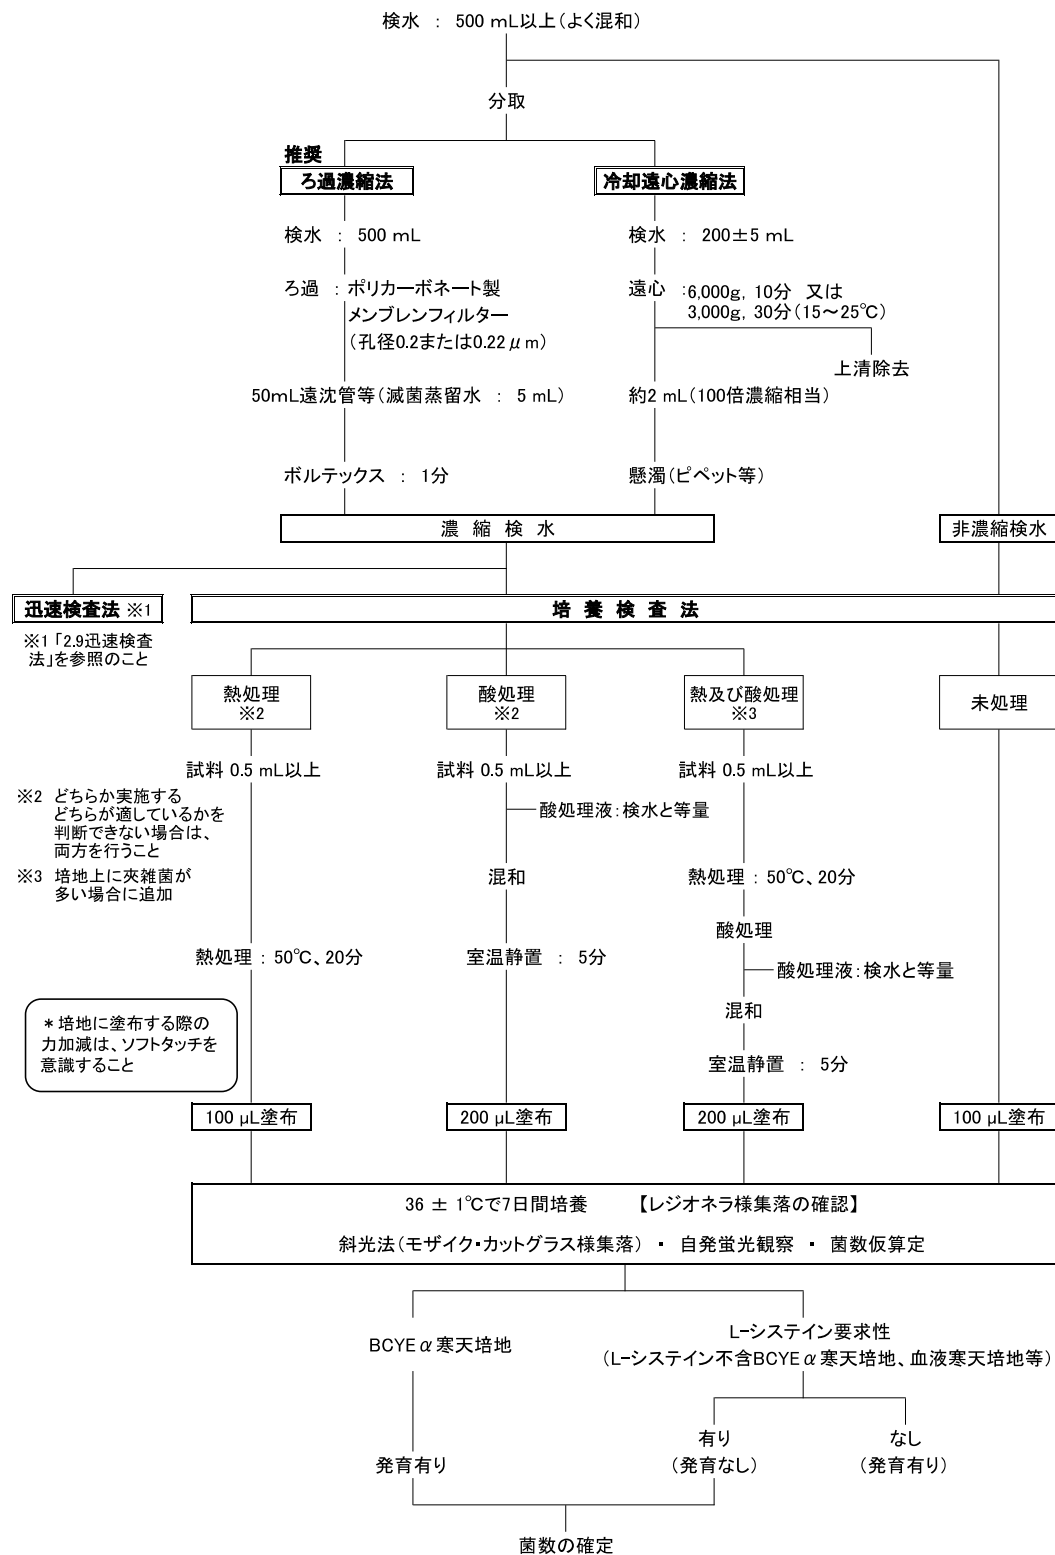 検水 ： 500 mL以上（よく混和）
分取
推奨
ろ過濃縮法
冷却遠心濃縮法
検水 ： 500 mL
検水 ： 200±5 mL
ろ過 ：ポリカーボネート製
メンブレンフィルター
（孔径0.2または0.22μm）
遠心 ：6,000g，10分 又は
3,000g，30分（15～25℃）
上清除去
50mL遠沈管等（滅菌蒸留水 ： 5 mL）
約2 mL（100倍濃縮相当）
ボルテックス ： 1分
懸濁（ピペット等）
濃縮検水
非濃縮検水
迅速検査法 ※1
培養検査法
※1「2.9迅速検査
法」を参照のこと
熱処理
※2
酸処理
※2
熱及び酸処理
※3
未処理
試料 0.5 mL以上
試料 0.5 mL以上
試料 0.5 mL以上
※2 どちらか実施する
どちらが適しているかを
判断できない場合は、
両方を行うこと
※3 培地上に夾雑菌が
多い場合に追加
酸処理液：検水と等量
混和
熱処理：50℃、20分
酸処理
熱処理：50℃、20分
室温静置 ： 5分
酸処理液：検水と等量
混和
室温静置 ： 5分
＊培地に塗布する際の
力加減は、ソフトタッチを
意識すること
100 µL塗布
200 µL塗布
200 µL塗布
100 µL塗布
36 ± 1℃で7日間培養 【レジオネラ様集落の確認】
斜光法（モザイク・カットグラス様集落） ・ 自発蛍光観察 ・ 菌数仮算定
BCYEα寒天培地
L-システイン要求性
（L-システイン不含BCYEα寒天培地、血液寒天培地等）
有り
（発育なし）
なし
（発育有り）
発育有り
菌数の確定